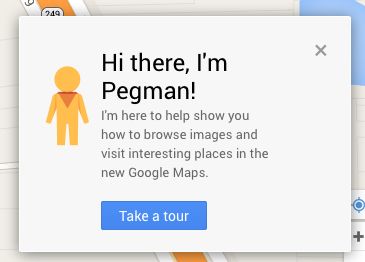 249
Hi there, I'm
Pegman!
I'm here to help show you
how to browse images and
visit interesting places in the
new Google Maps.
Take a tour